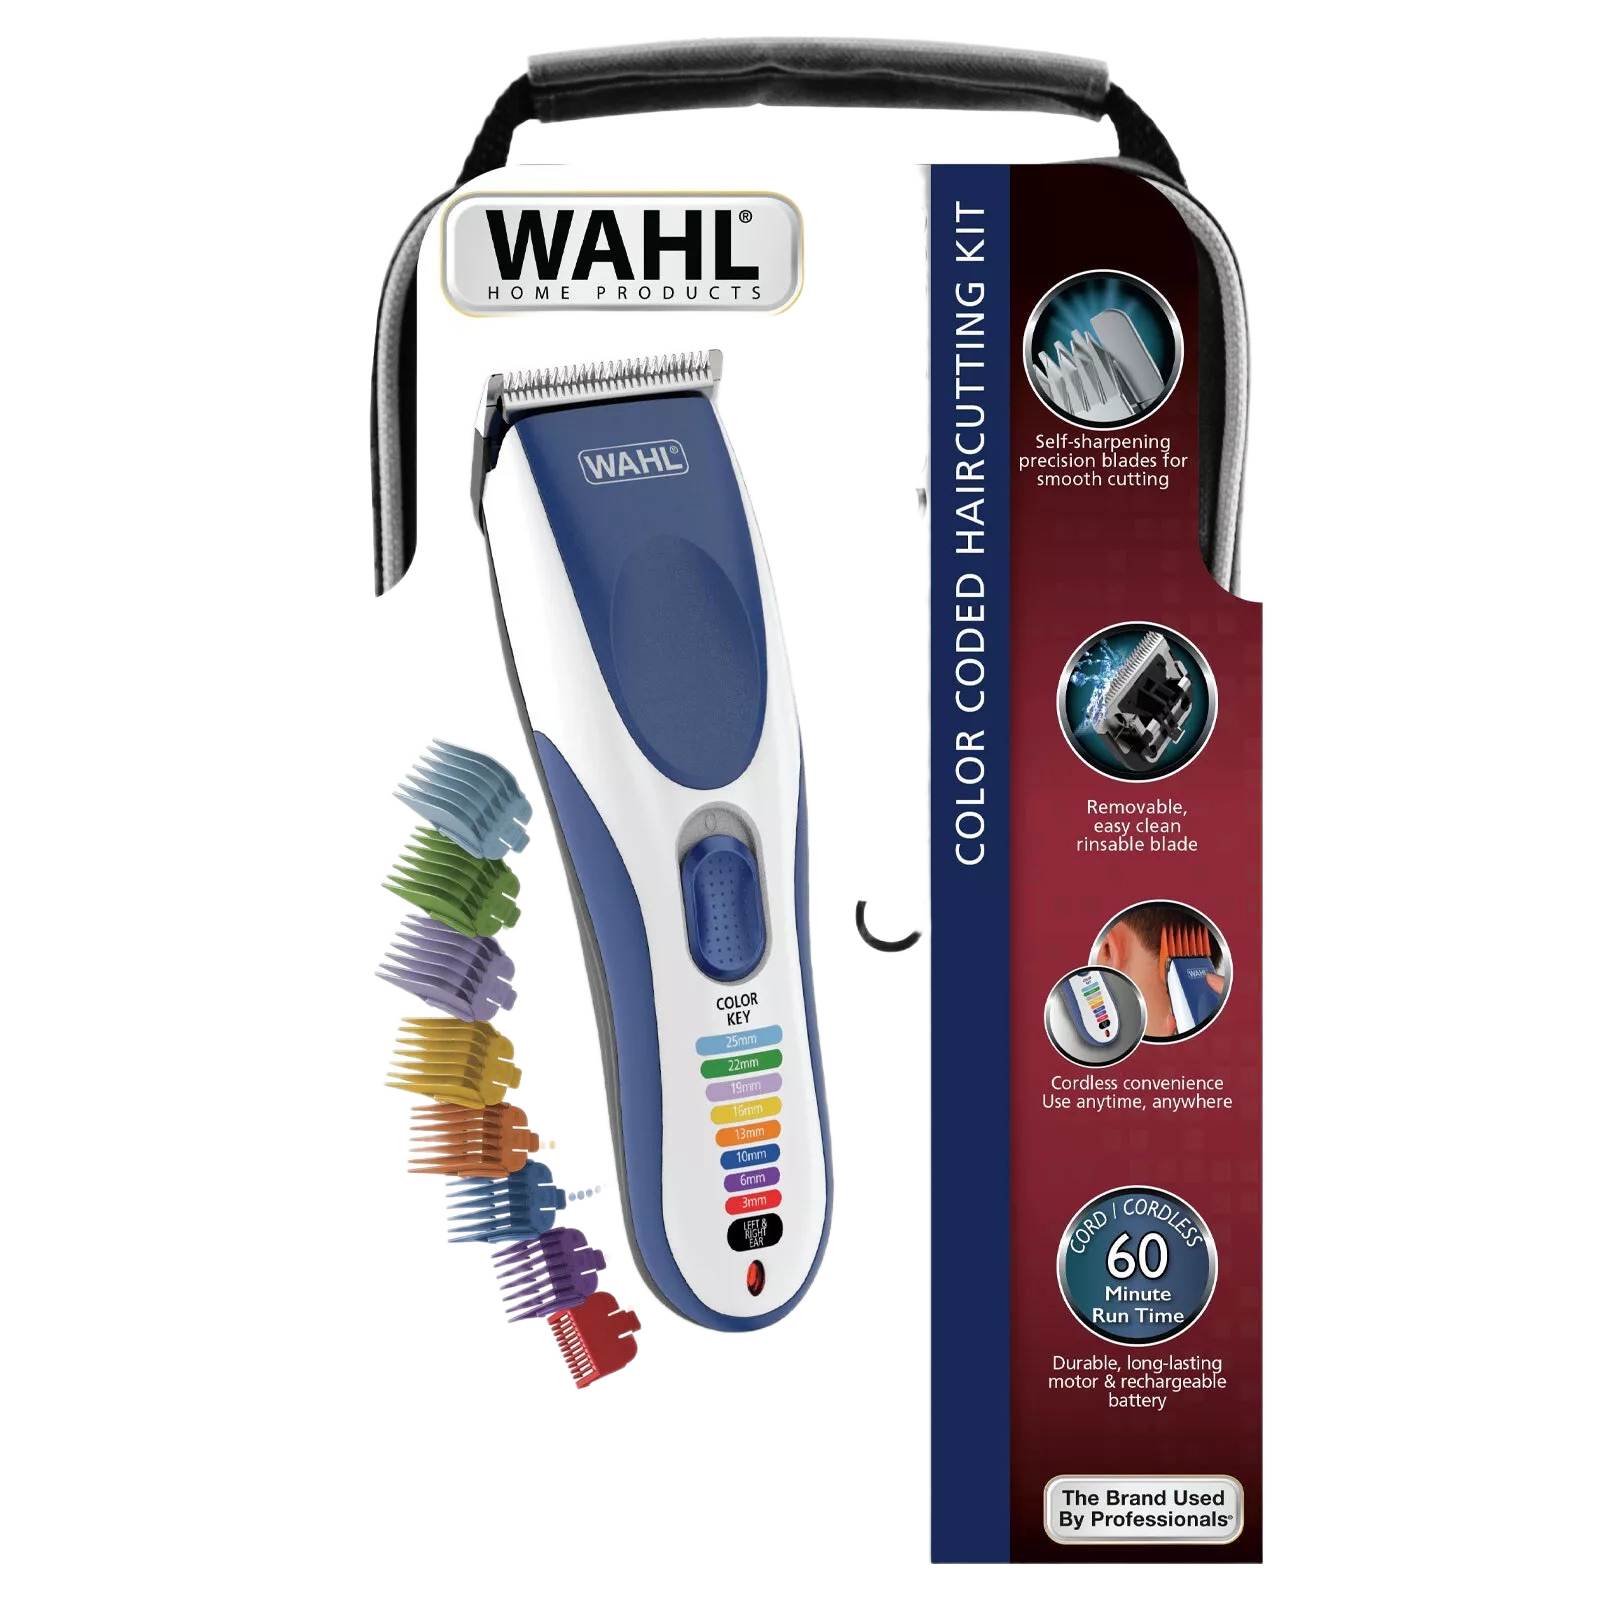 WAHL®
HOME PRODUCTS
WAHL®
COLOR
KEY
25mm
22mm
19mm
16mm
13mm
10mm
6mm
3mm
LEFT &
RIGHT
EAR
COLOR CODED HAIRCUTTING KIT
Self-sharpening
precision blades for
smooth cutting
Removable,
easy clean
rinsable blade
WAHL
Cordless convenience
Use anytime, anywhere
CORD / CORDLESS
60
Minute
Run Time
Durable, long-lasting
motor & rechargeable
battery
The Brand Used
By Professionals®